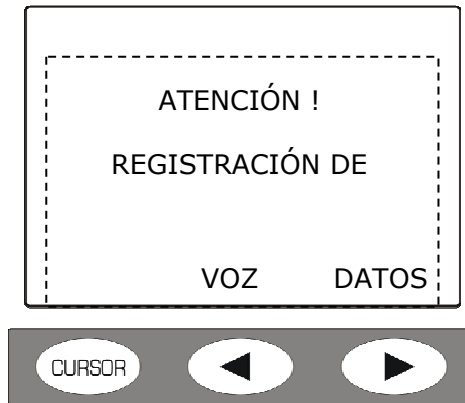 ATENCIÓN !
REGISTRACIÓN DE
VOZ DATOS
CURSOR